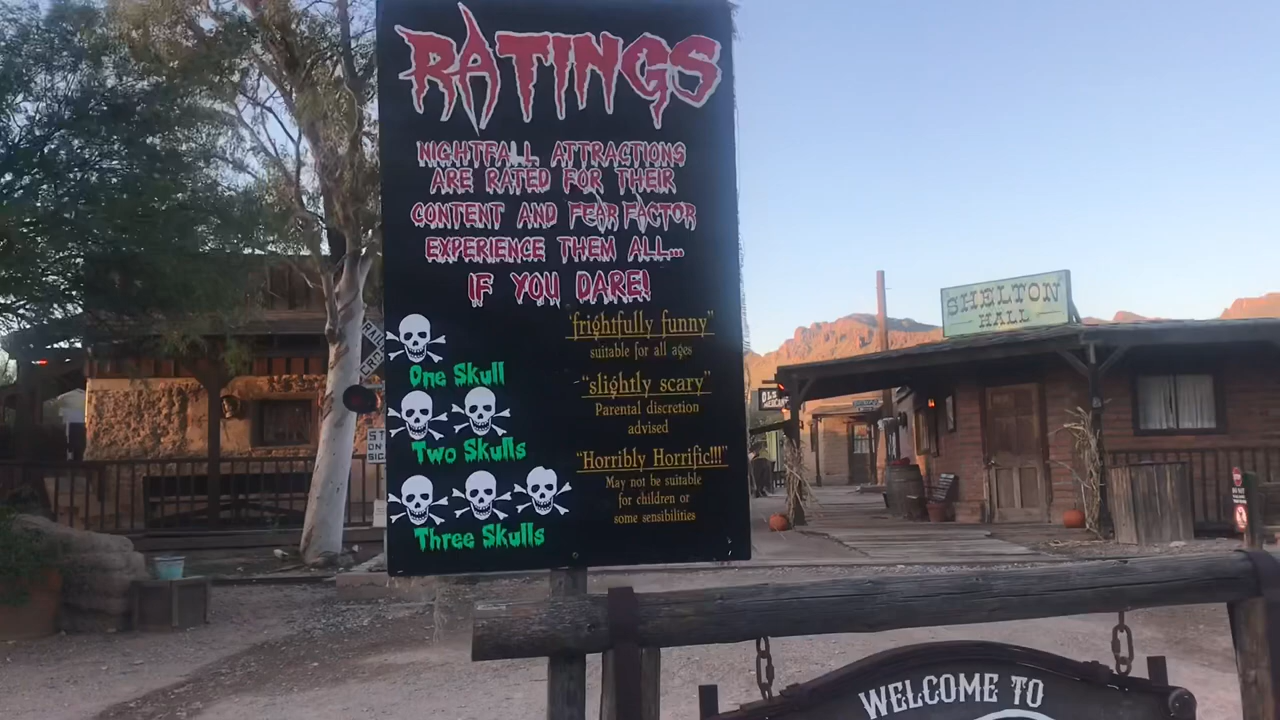 RATINGS
NIGHTFALL ATTRACTIONS
ARE RATED FOR THEIR
CONTENT AND FEAR FACTOR
EXPERIENCE THEM ALL...
IF YOU DARE!
One Skull
"frightfully funny"
suitable for all ages
Two Skulls
"slightly scary"
Parental discretion
advised
Three Skulls
"Horribly Horrific!!!"
May not be suitable
for children or
some sensibilities
SHELTON
HALL
WELCOME TO